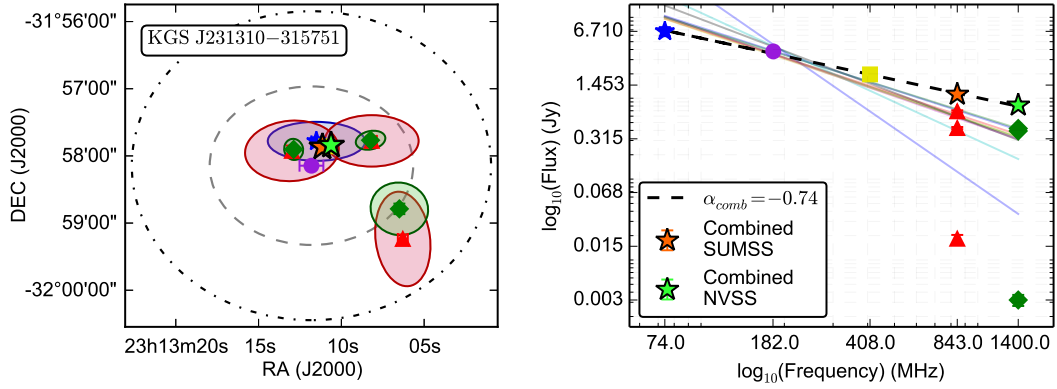 KGS J231310−315751
-31°56'00"
57'00"
58'00"
59'00"
-32°00'00"
DEC (J2000)
23h13m20s
15s
10s
05s
RA (J2000)
6.710
1.453
0.315
0.068
0.015
0.003
log10(Flux) (Jy)
α_comb=−0.74
Combined
SUMSS
Combined
NVSS
74.0
182.0
408.0
843.0
1400.0
log10(Frequency) (MHz)